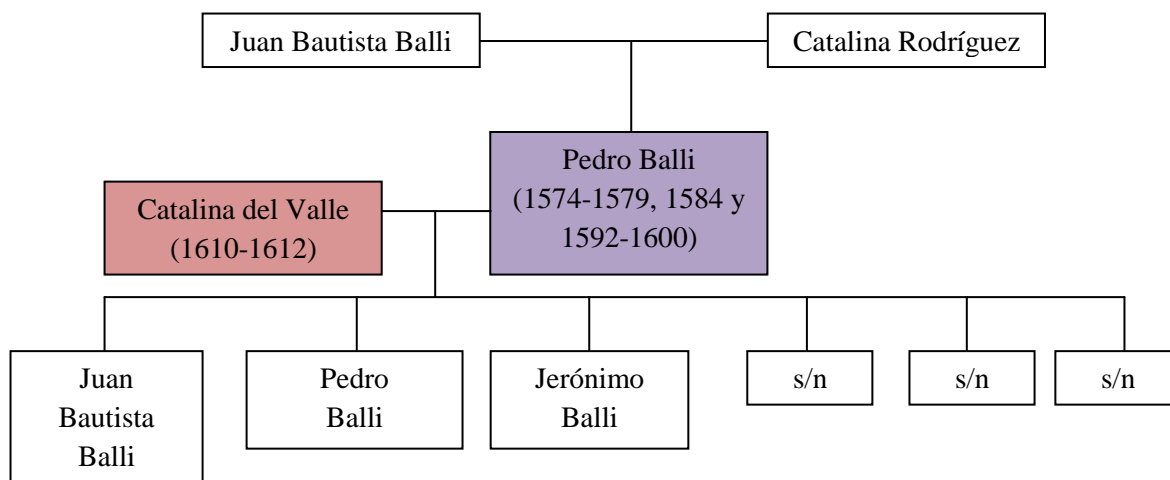 Juan Bautista Balli
Catalina Rodríguez
Pedro Balli
(1574-1579, 1584 y
1592-1600)
Catalina del Valle
(1610-1612)
Juan
Bautista
Balli
Pedro
Balli
Jerónimo
Balli
s/n
s/n
s/n